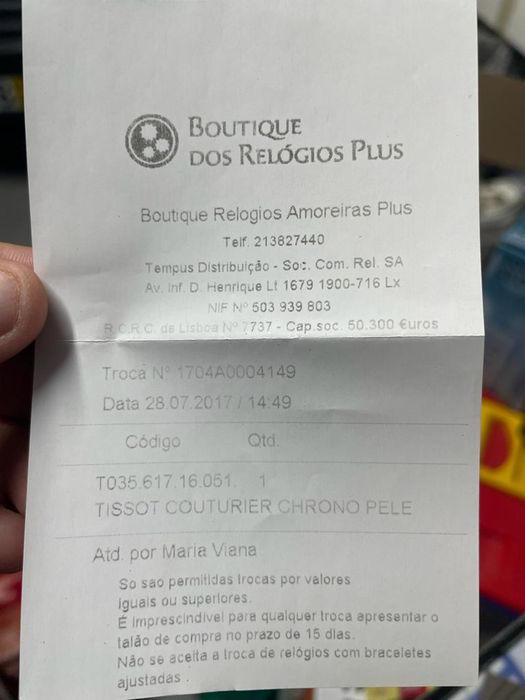 BOUTIQUE
DOS RELÓGIOS PLUS
Boutique Relogios Amoreiras Plus
Telf. 213827440
Tempus Distribuição - Soc. Com. Rel. SA
Av. Inf. D. Henrique Lt 1679 1900-716 Lx
NIF Nº 503 939 803
R.C.R.C. de Lisboa Nº 7737 - Cap.soc. 50.300 €uros
Troca Nº 1704A0004149
Data 28.07.2017 / 14:49
Código Qtd.
T035.617.16.051. 1
TISSOT COUTURIER CHRONO PELE
Atd. por Maria Viana
So sao permitidas trocas por valores
iguais ou superiores.
É imprescindivel para qualquer troca apresentar o
talão de compra no prazo de 15 dias.
Não se aceita a troca de relógios com braceletes
ajustadas .